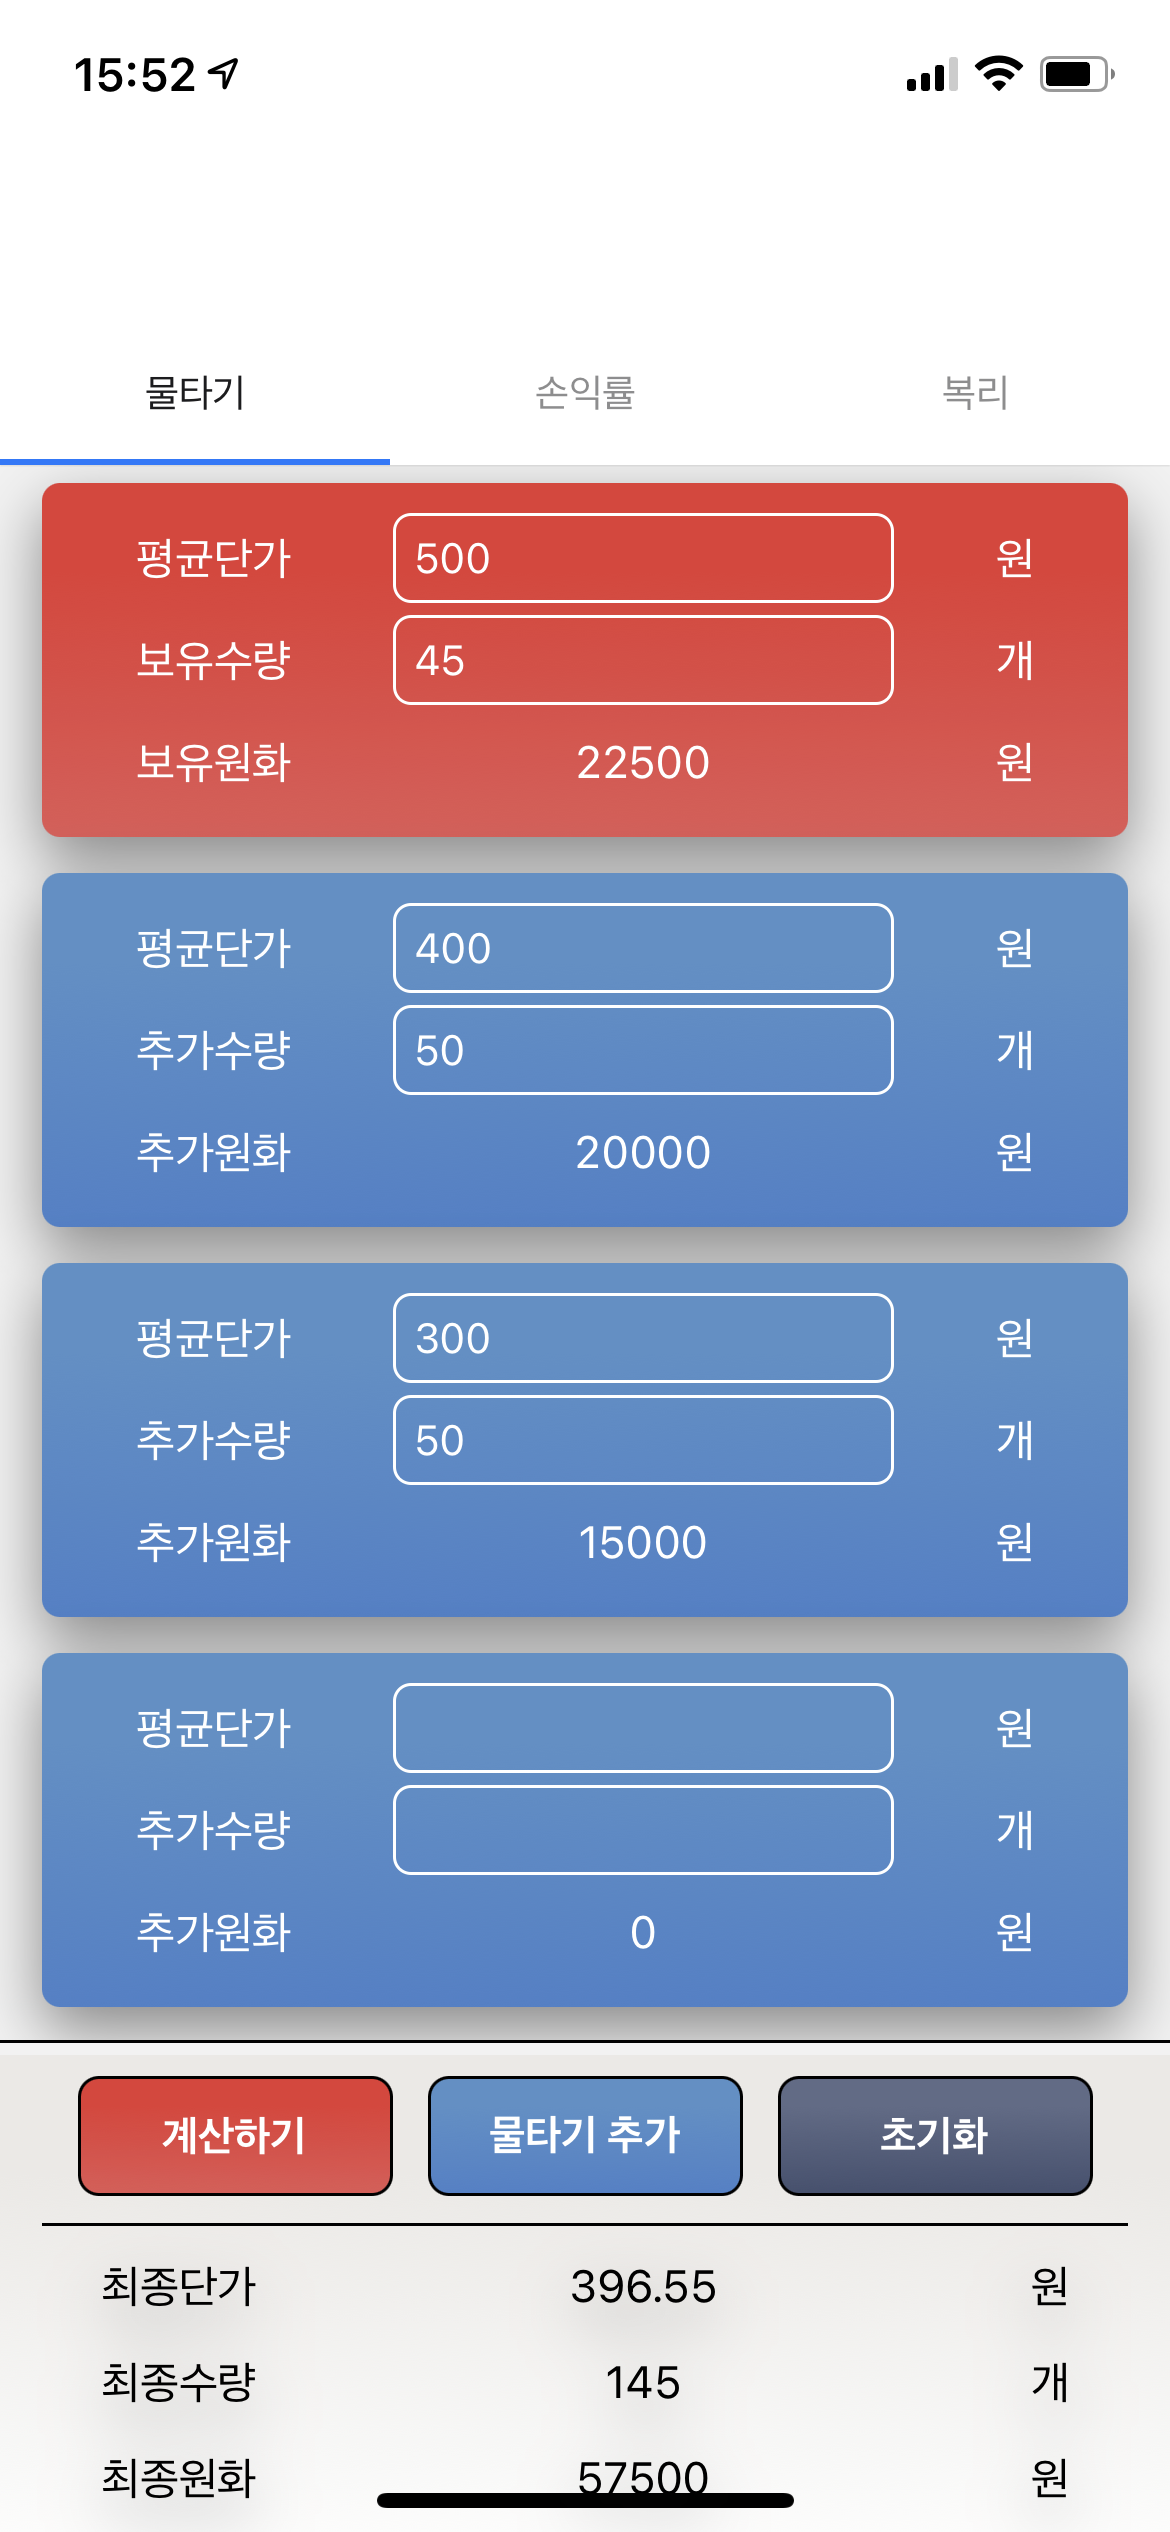 15:52
물타기 손익률 복리
평균단가 500 원
보유수량 45 개
보유원화 22500 원
평균단가 400 원
추가수량 50 개
추가원화 20000 원
평균단가 300 원
추가수량 50 개
추가원화 15000 원
평균단가 원
추가수량 개
추가원화 0 원
계산하기 물타기 추가 초기화
최종단가 396.55 원
최종수량 145 개
최종원화 57500 원